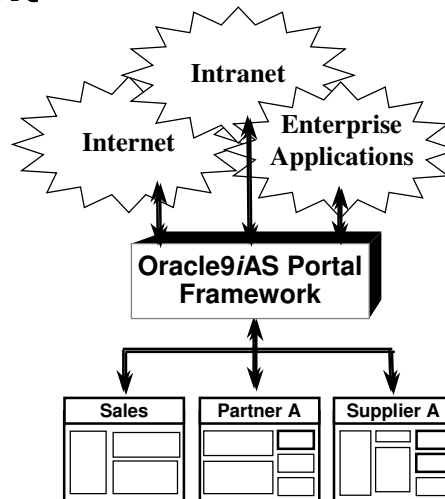 Intranet
Internet
Enterprise
Applications
Oracle9iAS Portal
Framework
Sales
Partner A
Supplier A